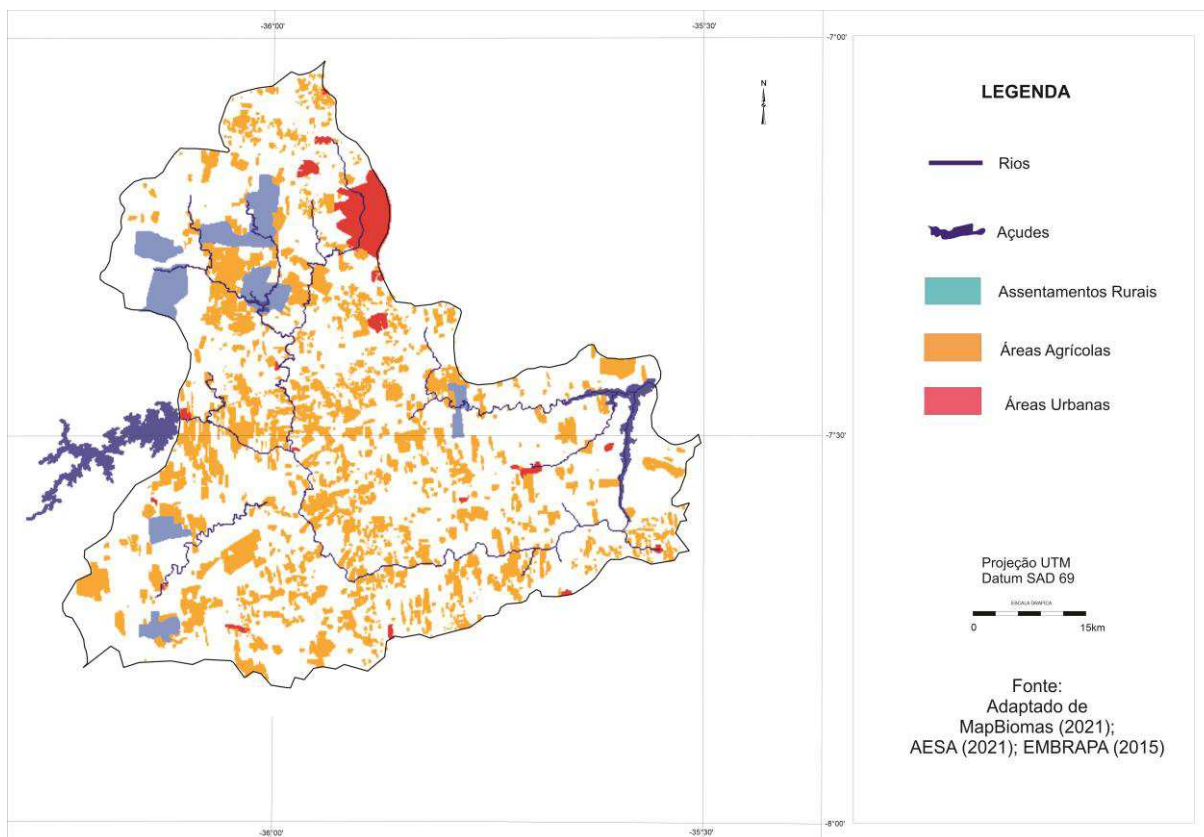 -36°00'
-35°30'
-7°00'
N
LEGENDA
Rios
Açudes
Assentamentos Rurais
Áreas Agrícolas
Áreas Urbanas
-7°30'
Projeção UTM
Datum SAD 69
ESCALA GRÁFICA
0 15km
Fonte:
Adaptado de
MapBiomas (2021);
AESA (2021); EMBRAPA (2015)
-8°00'
-36°00'
-35°30'